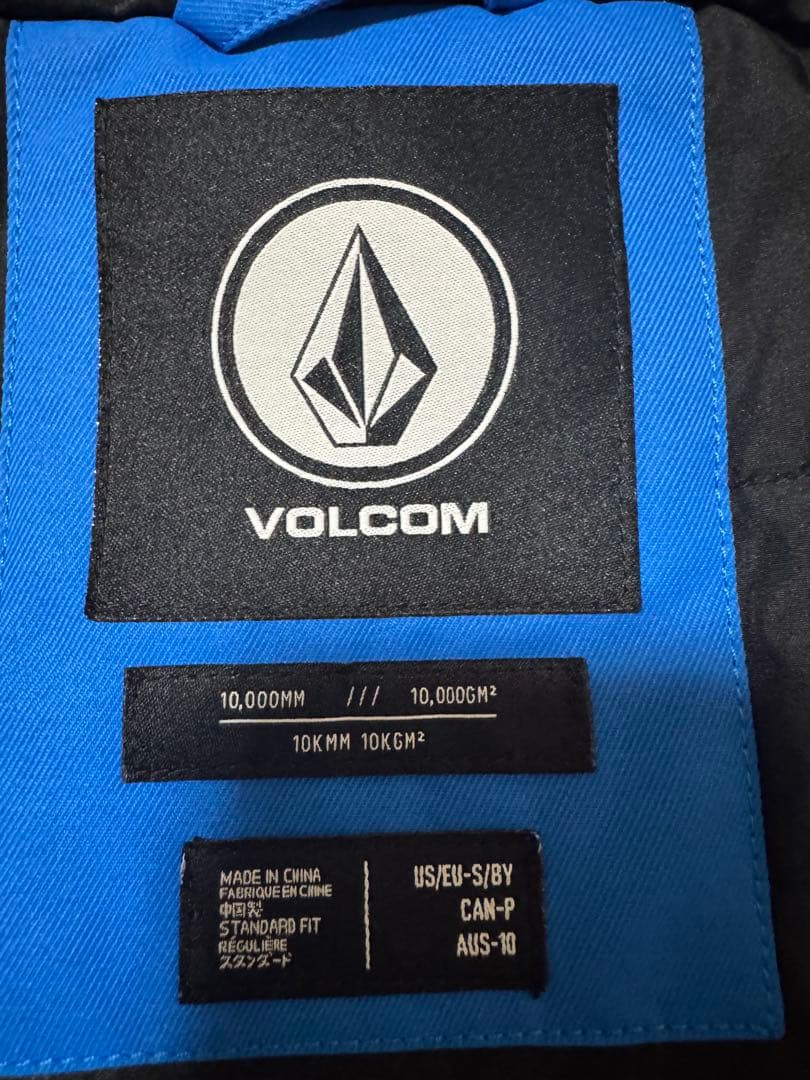 VOLCOM
10,000MM /// 10,000GM²
10KMM 10KGM²
MADE IN CHINA
FABRIQUE EN CHINE
中国製
STANDARD FIT
RÉGULIÈRE
スタンダード
US/EU-S/8Y
CAN-P
AUS-10